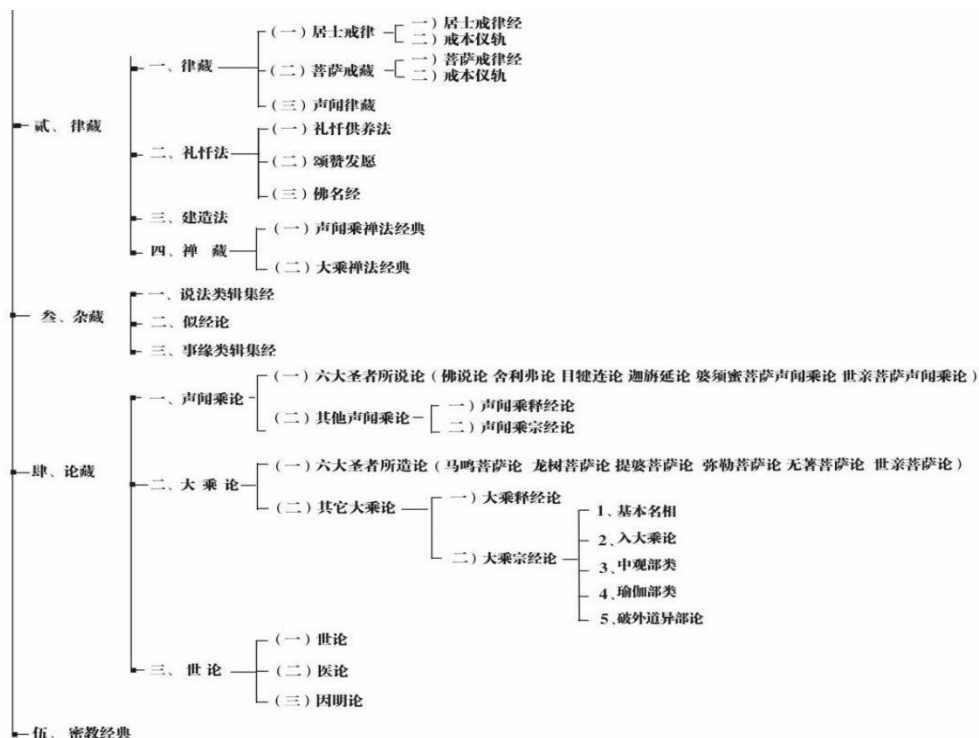 贰、律藏
一、律藏
(一)居士戒律
一)居士戒律经
二)戒本仪轨
(二)菩萨戒藏
一)菩萨戒律经
二)戒本仪轨
(三)声闻律藏
二、礼忏法
(一)礼忏供养法
(二)颂赞发愿
(三)佛名经
三、建造法
四、禅 藏
(一)声闻乘禅法经典
(二)大乘禅法经典
叁、杂藏
一、说法类辑集经
二、似经论
三、事缘类辑集经
肆、论藏
一、声闻乘论
(一)六大圣者所说论(佛说论 舍利弗论 目犍连论 迦旃延论 婆须蜜菩萨声闻乘论 世亲菩萨声闻乘论)
(二)其他声闻乘论
一)声闻乘释经论
二)声闻乘宗经论
二、大 乘 论
(一)六大圣者所造论(马鸣菩萨论 龙树菩萨论 提婆菩萨论 弥勒菩萨论 无著菩萨论 世亲菩萨论)
(二)其它大乘论
一)大乘释经论
二)大乘宗经论
1、基本名相
2、入大乘论
3、中观部类
4、瑜伽部类
5、破外道异部论
三、世 论
(一)世论
(二)医论
(三)因明论
伍、密教经典